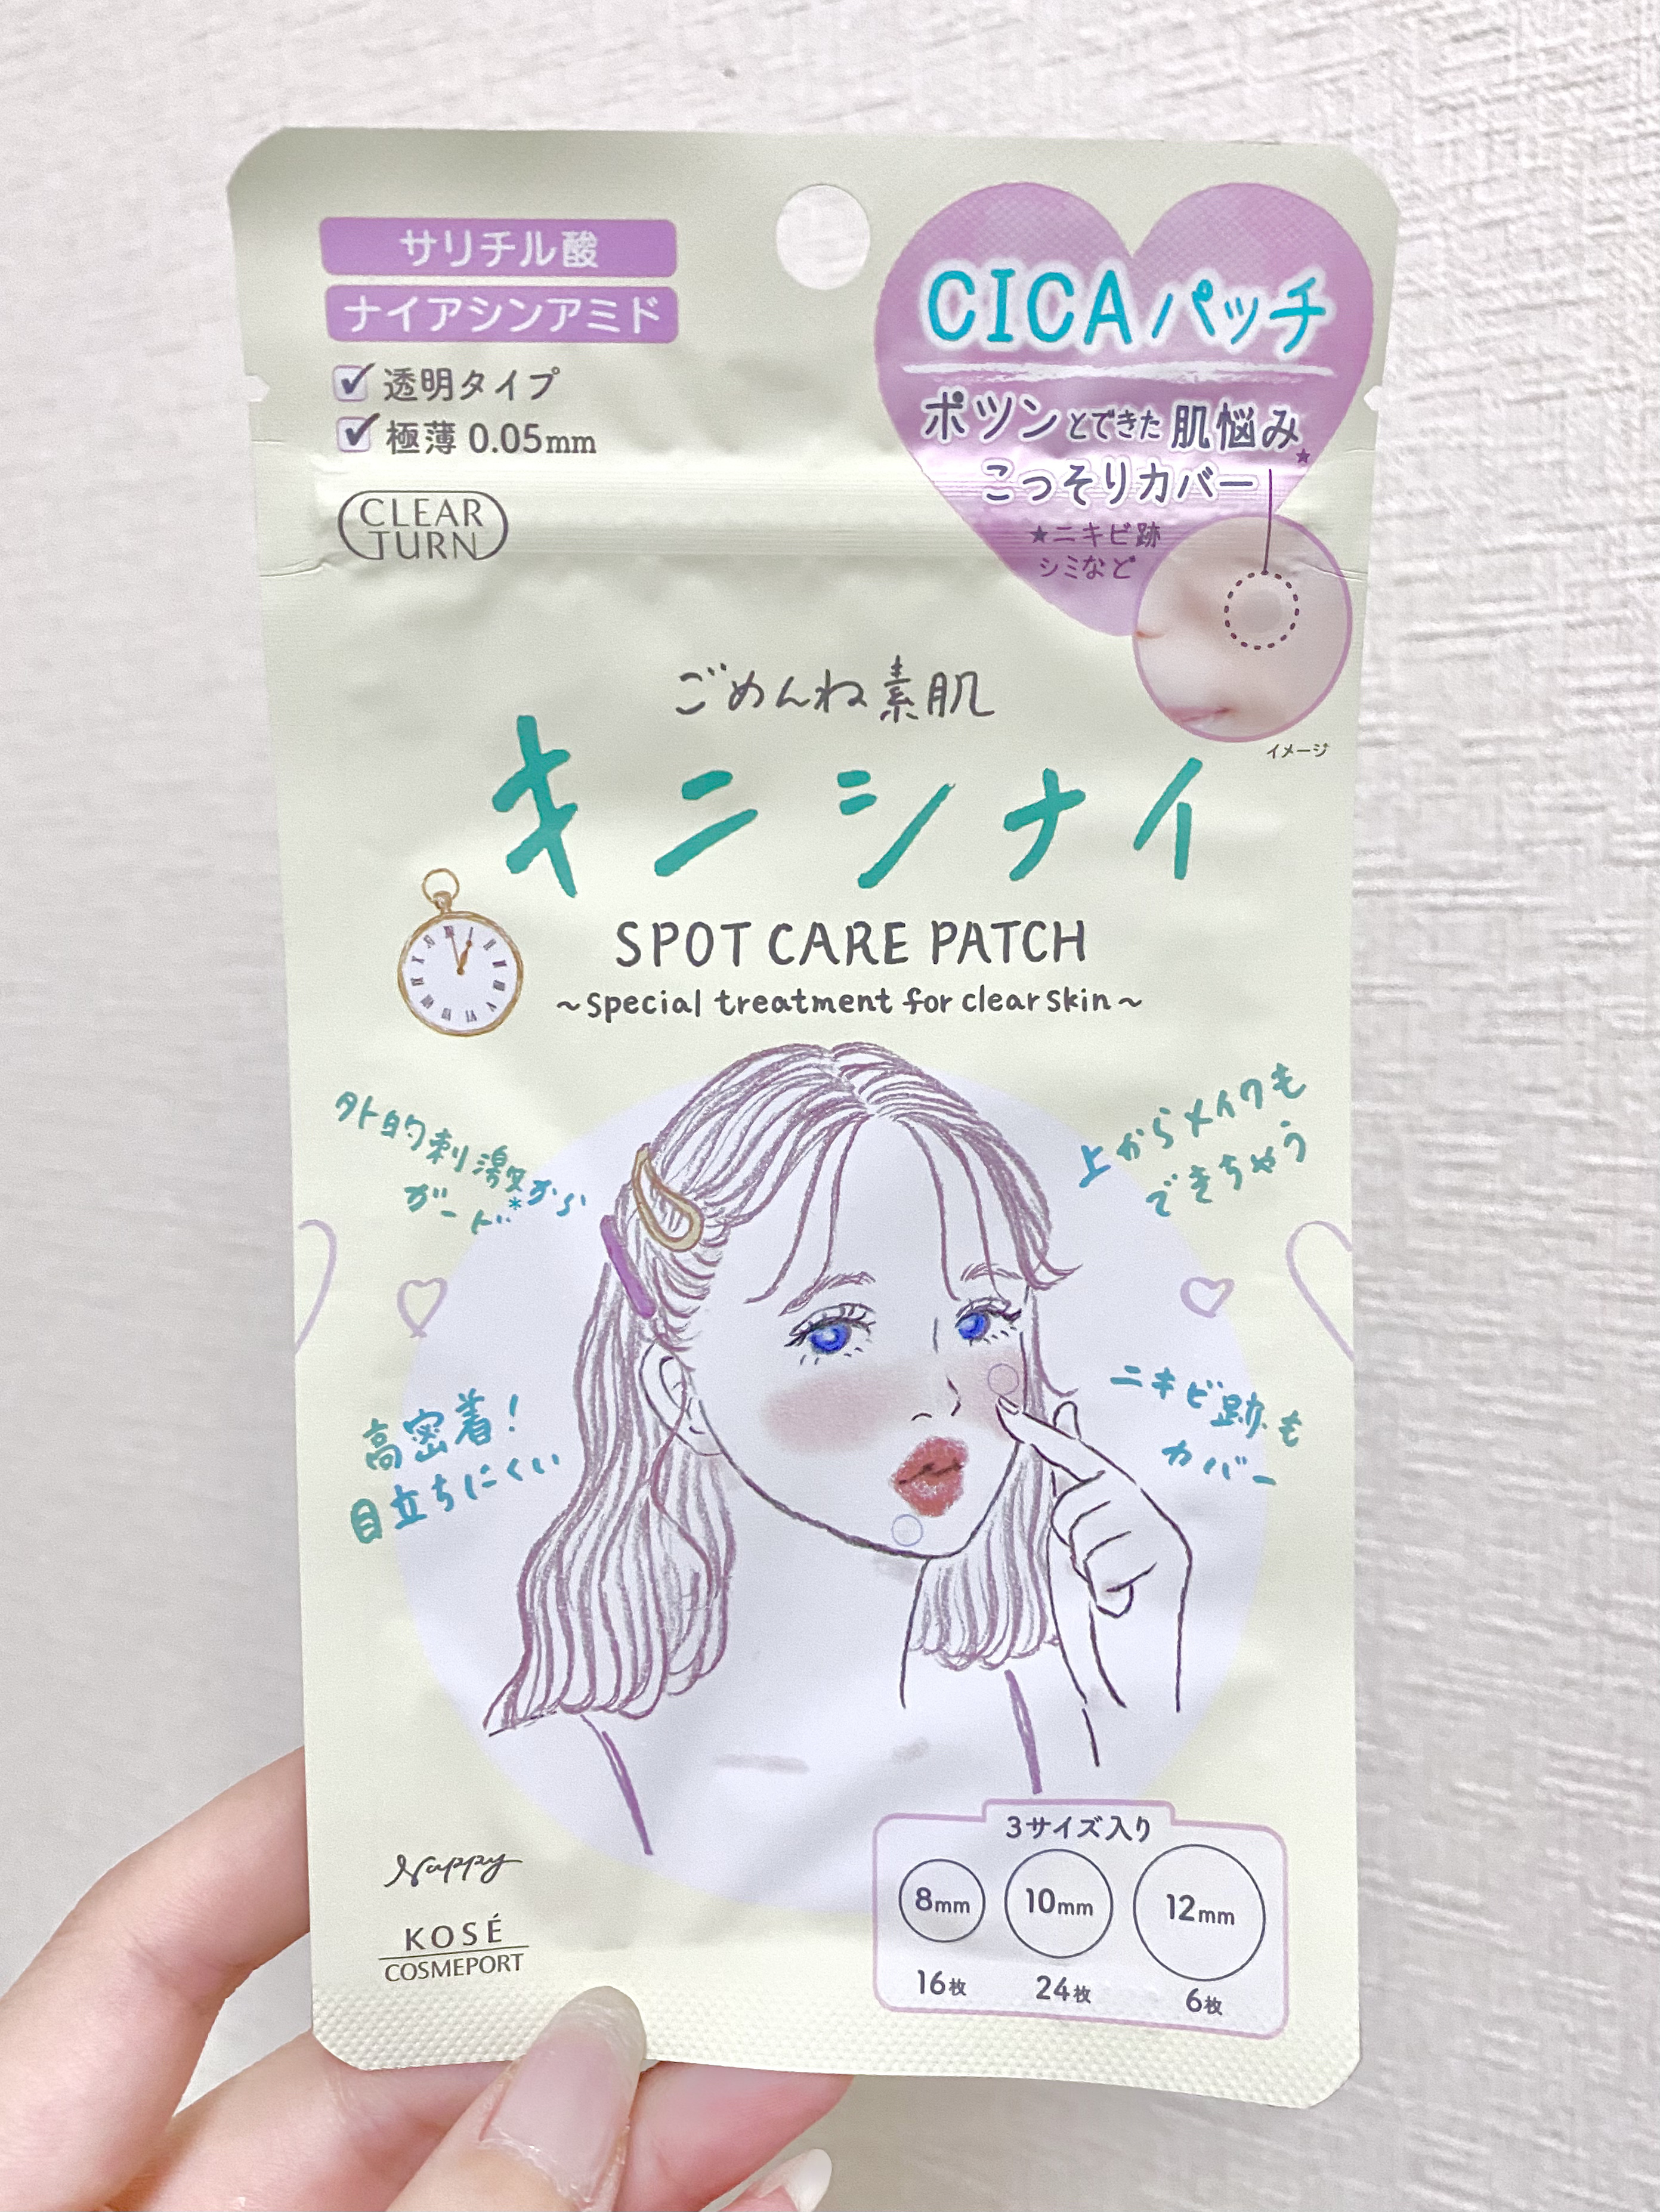 サリチル酸
ナイアシンアミド
透明タイプ
極薄 0.05mm
CLEAR
TURN
CICAパッチ
ポツンとできた肌悩み★
こっそりカバー
★ニキビ跡
シミなど
イメージ
ごめんね素肌
キニシナイ
SPOT CARE PATCH
~special treatment for clear skin~
外的刺激から
ガード*
上からメイクも
できちゃう
高密着!
目立ちにくい
ニキビ跡も
カバー
Nappy
KOSÉ
COSMEPORT
3サイズ入り
8mm 10mm 12mm
16枚 24枚 6枚